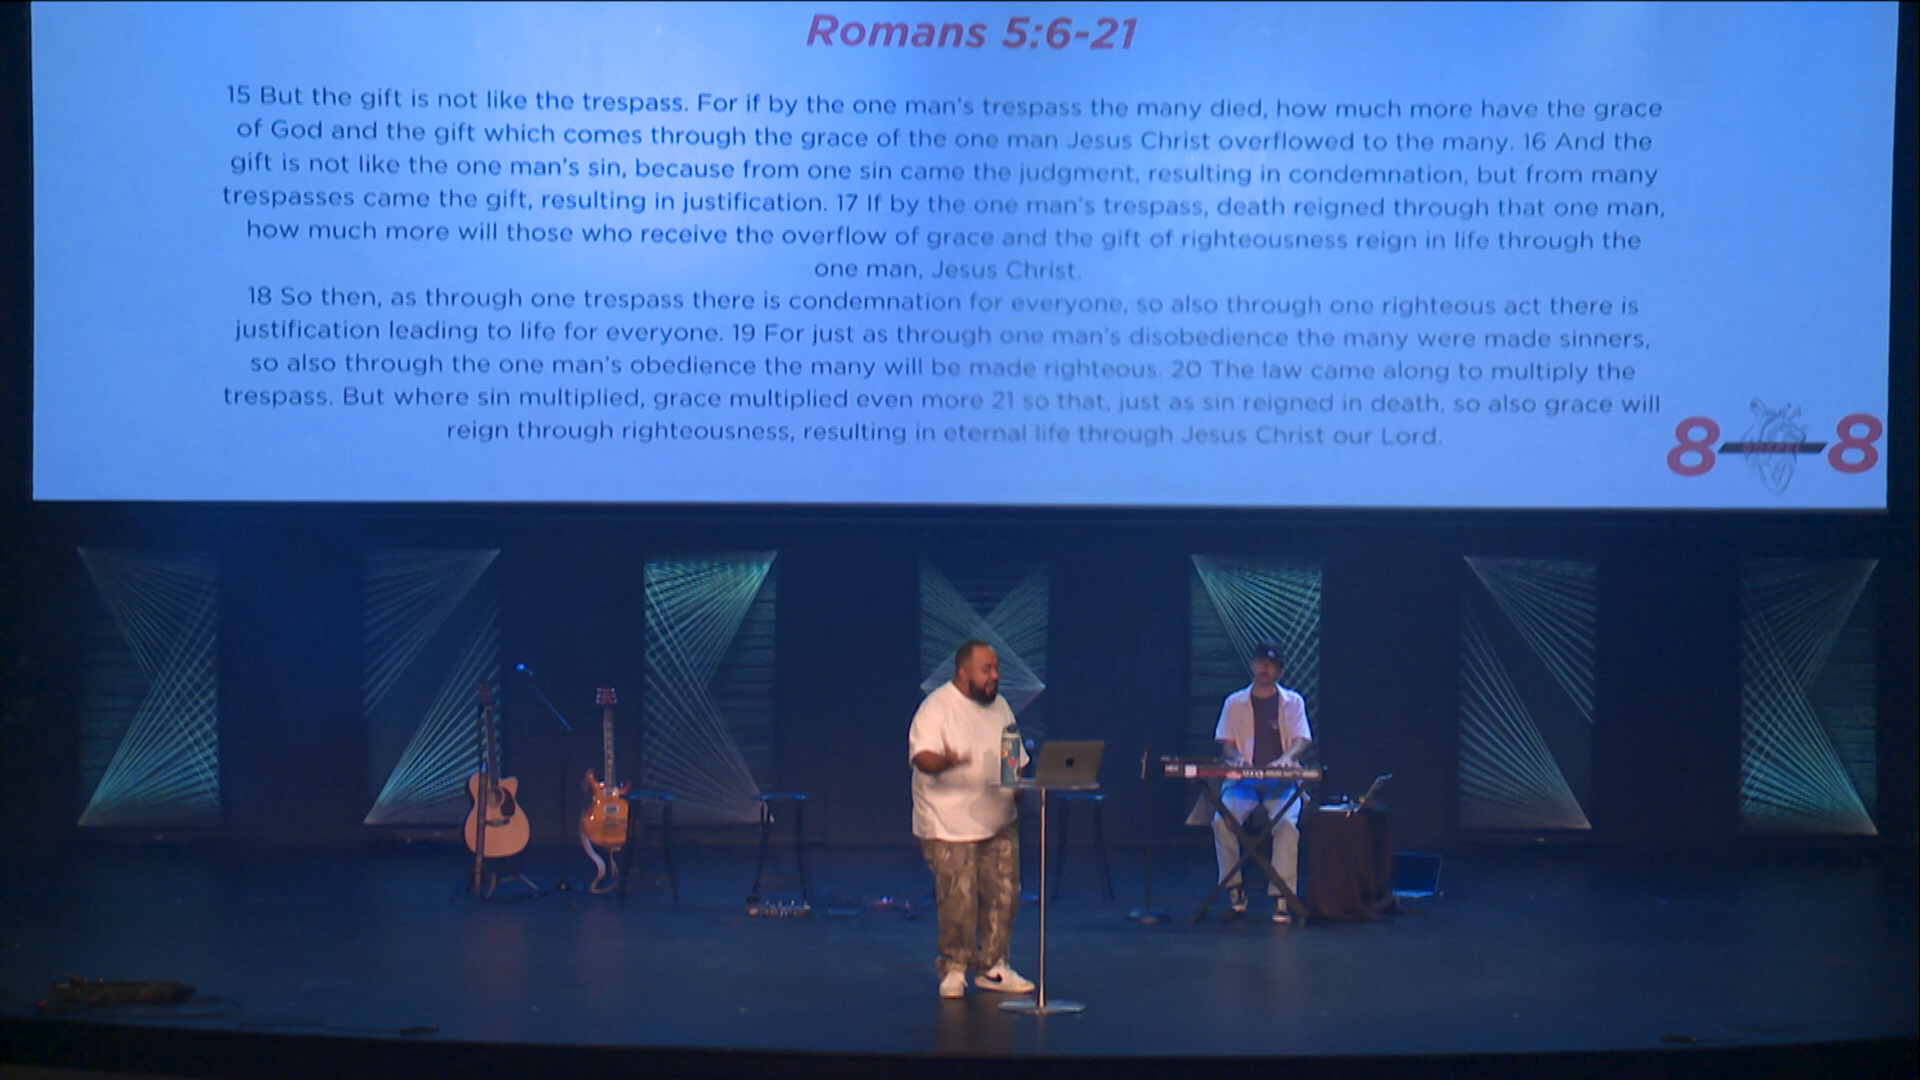 Romans 5:6-21
15 But the gift is not like the trespass. For if by the one man's trespass the many died, how much more have the grace
of God and the gift which comes through the grace of the one man Jesus Christ overflowed to the many. 16 And the
gift is not like the one man's sin, because from one sin came the judgment, resulting in condemnation, but from many
trespasses came the gift, resulting in justification. 17 If by the one man's trespass, death reigned through that one man,
how much more will those who receive the overflow of grace and the gift of righteousness reign in life through the
one man, Jesus Christ.
18 So then, as through one trespass there is condemnation for everyone, so also through one righteous act there is
justification leading to life for everyone. 19 For just as through one man's disobedience the many were made sinners,
so also through the one man's obedience the many will be made righteous. 20 The law came along to multiply the
trespass. But where sin multiplied, grace multiplied even more 21 so that, just as sin reigned in death, so also grace will
reign through righteousness, resulting in eternal life through Jesus Christ our Lord.
8 GOSPEL 8